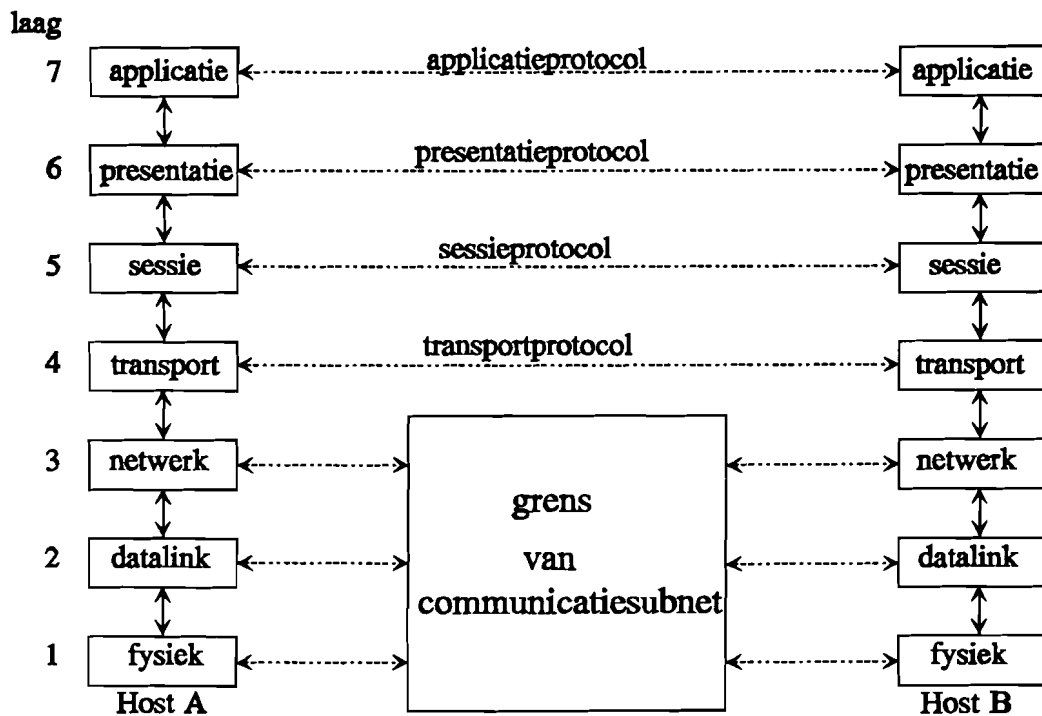 laag
7 applicatie applicatieprotocol applicatie
6 presentatie presentatieprotocol presentatie
5 sessie sessieprotocol sessie
4 transport transportprotocol transport
3 netwerk netwerk
grens
2 datalink van datalink
communicatiesubnet
1 fysiek fysiek
Host A Host B